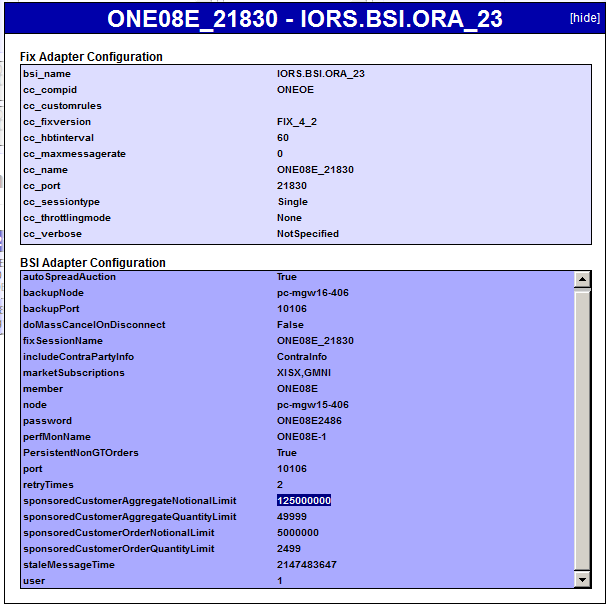 ONE08E_21830 - IORS.BSI.ORA_23 [hide]
Fix Adapter Configuration
bsi_name IORS.BSI.ORA_23
cc_compid ONEOE
cc_customrules
cc_fixversion FIX_4_2
cc_hbtinterval 60
cc_maxmessagerate 0
cc_name ONE08E_21830
cc_port 21830
cc_sessiontype Single
cc_throttlingmode None
cc_verbose NotSpecified
BSI Adapter Configuration
autoSpreadAuction True
backupNode pc-mgw16-406
backupPort 10106
doMassCancelOnDisconnect False
fixSessionName ONE08E_21830
includeContraPartyInfo ContraInfo
marketSubscriptions XISX,GMNI
member ONE08E
node pc-mgw15-406
password ONE08E2486
perfMonName ONE08E-1
PersistentNonGTOrders True
port 10106
retryTimes 2
sponsoredCustomerAggregateNotionalLimit 125000000
sponsoredCustomerAggregateQuantityLimit 49999
sponsoredCustomerOrderNotionalLimit 5000000
sponsoredCustomerOrderQuantityLimit 2499
staleMessageTime 2147483647
user 1